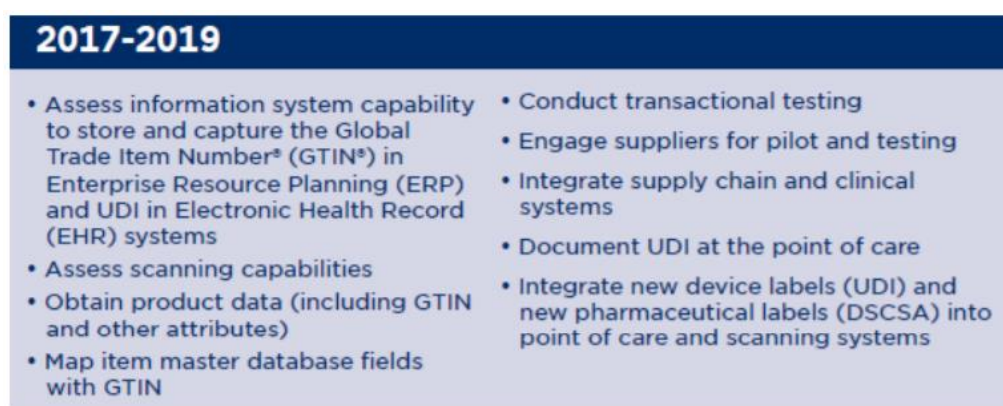 2017-2019
• Assess information system capability
to store and capture the Global
Trade Item Number® (GTIN®) in
Enterprise Resource Planning (ERP)
and UDI in Electronic Health Record
(EHR) systems
• Assess scanning capabilities
• Obtain product data (including GTIN
and other attributes)
• Map item master database fields
with GTIN
• Conduct transactional testing
• Engage suppliers for pilot and testing
• Integrate supply chain and clinical
systems
• Document UDI at the point of care
• Integrate new device labels (UDI) and
new pharmaceutical labels (DSCSA) into
point of care and scanning systems